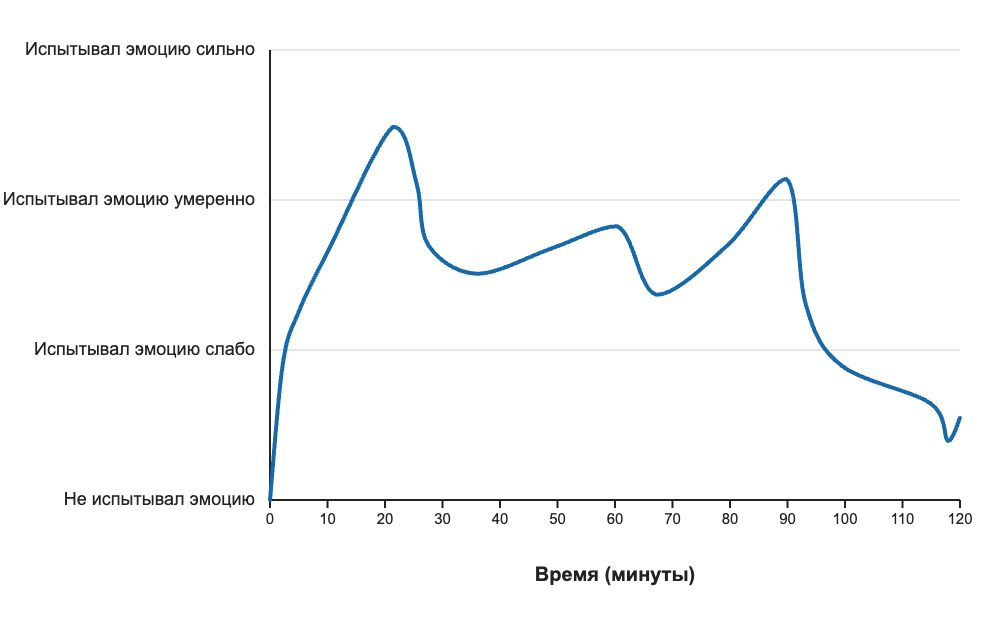 Испытывал эмоцию сильно
Испытывал эмоцию умеренно
Испытывал эмоцию слабо
Не испытывал эмоцию
0 10 20 30 40 50 60 70 80 90 100 110 120
Время (минуты)